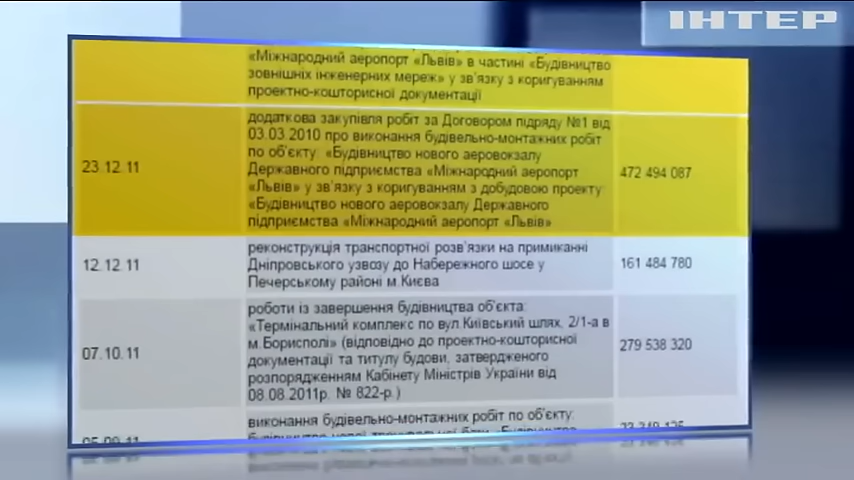 ІНТЕР
«Міжнародний аеропорт «Львів» в частині «Будівництво
зовнішніх інженерних мереж» у зв'язку з коригуванням
проектно-кошторисної документації
додаткова закупівля робіт за Договором підряду №1 від
03.03.2010 про виконання будівельно-монтажних робіт
по об'єкту: «Будівництво нового аеровокзалу
23.12.11
Державного підприємства «Міжнародний аеропорт
472 494 087
«Львів» у зв'язку з коригуванням з добудовою проекту:
«Будівництво нового аеровокзалу Державного
підприємства «Міжнародний аеропорт «Львів»
реконструкція транспортної розв'язки на примиканні
12.12.11
Дніпровського узвозу до Набережного шосе у
161 484 780
Печерському районі м.Києва
роботи із завершення будівництва об'єкта:
«Термінальний комплекс по вул.Київський шлях, 2/1-а в
м.Борисполі» (відповідно до проектно-кошторисної
07.10.11
279 538 320
документації та титулу будови, затвердженого
розпорядженням Кабінету Міністрів України від
08.08.2011р. № 822-р.)
виконання будівельно-монтажних робіт по об'єкту: